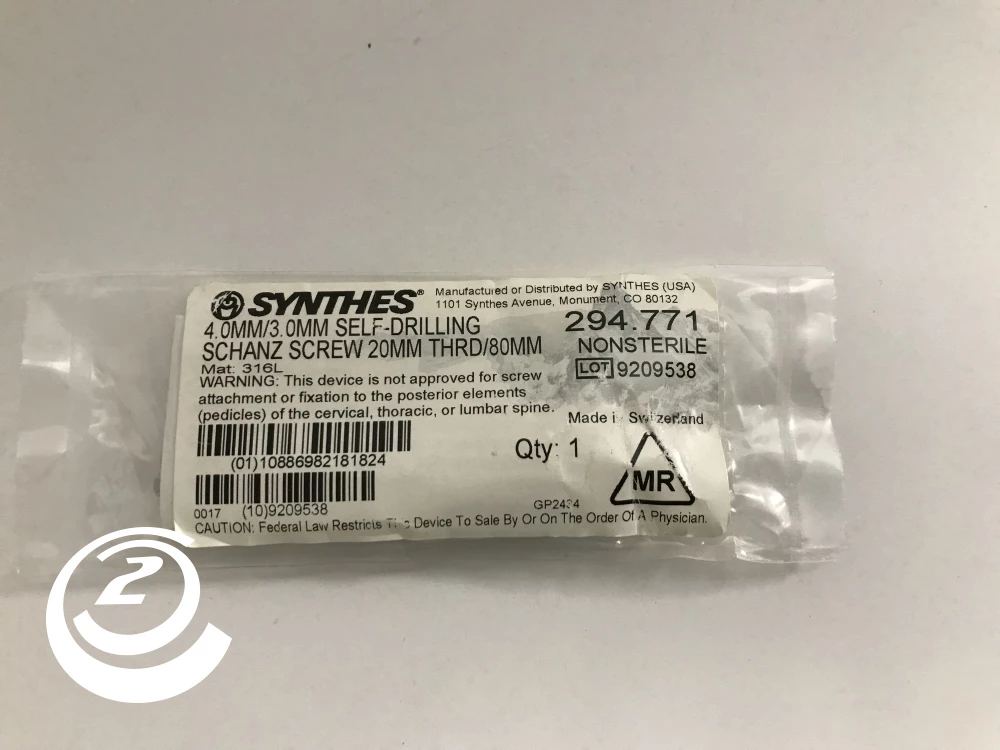 SYNTHES®
Manufactured or Distributed by SYNTHES (USA)
1101 Synthes Avenue, Monument, CO 80132
4.0MM/3.0MM SELF-DRILLING
SCHANZ SCREW 20MM THRD/80MM
294.771
NONSTERILE
LOT 9209538
Mat: 316L
WARNING: This device is not approved for screw
attachment or fixation to the posterior elements
(pedicles) of the cervical, thoracic, or lumbar spine.
Made in Switzerland
(01)10886982181824
Qty: 1
MR
0017 (10)9209538
CAUTION: Federal Law Restricts This Device To Sale By Or On The Order Of A Physician.
2